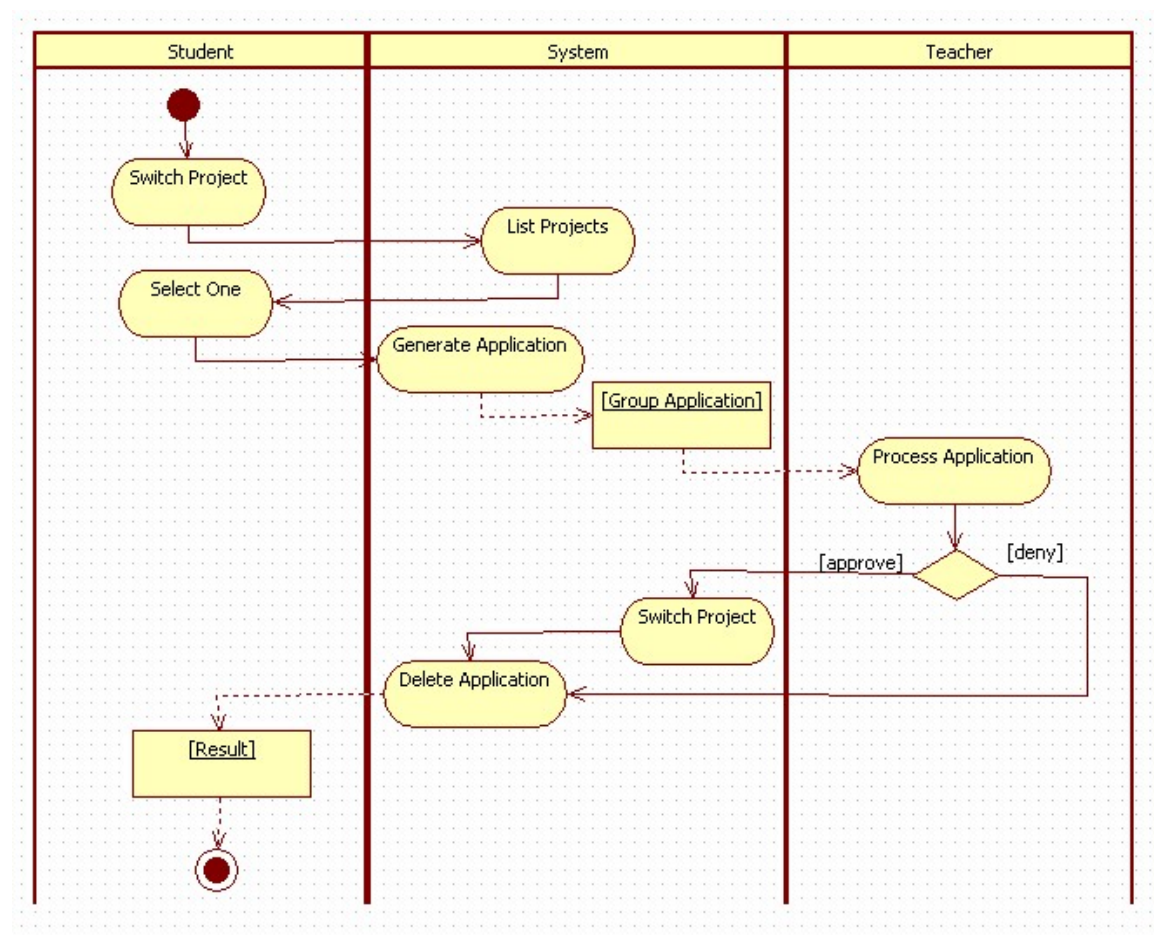 Student
System
Teacher
Switch Project
List Projects
Select One
Generate Application
[Group Application]
Process Application
[approve]
[deny]
Switch Project
Delete Application
[Result]